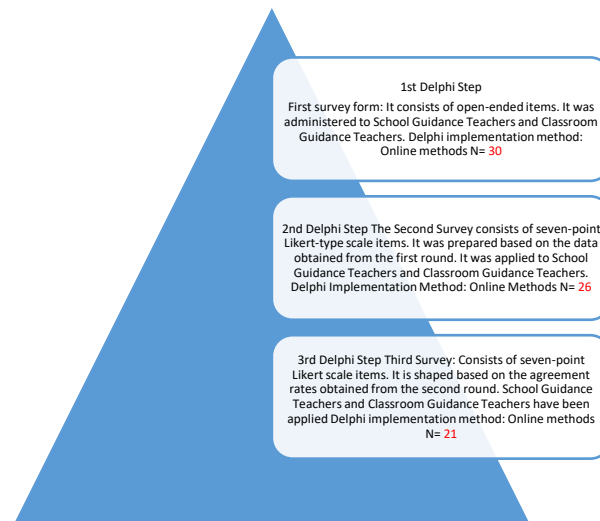 1st Delphi Step
First survey form: It consists of open-ended items. It was
administered to School Guidance Teachers and Classroom
Guidance Teachers. Delphi implementation method:
Online methods N= 30
2nd Delphi Step The Second Survey consists of seven-point
Likert-type scale items. It was prepared based on the data
obtained from the first round. It was applied to School
Guidance Teachers and Classroom Guidance Teachers.
Delphi Implementation Method: Online Methods N= 26
3rd Delphi Step Third Survey: Consists of seven-point
Likert scale items. It is shaped based on the agreement
rates obtained from the second round. School Guidance
Teachers and Classroom Guidance Teachers have been
applied Delphi implementation method: Online methods
N= 21